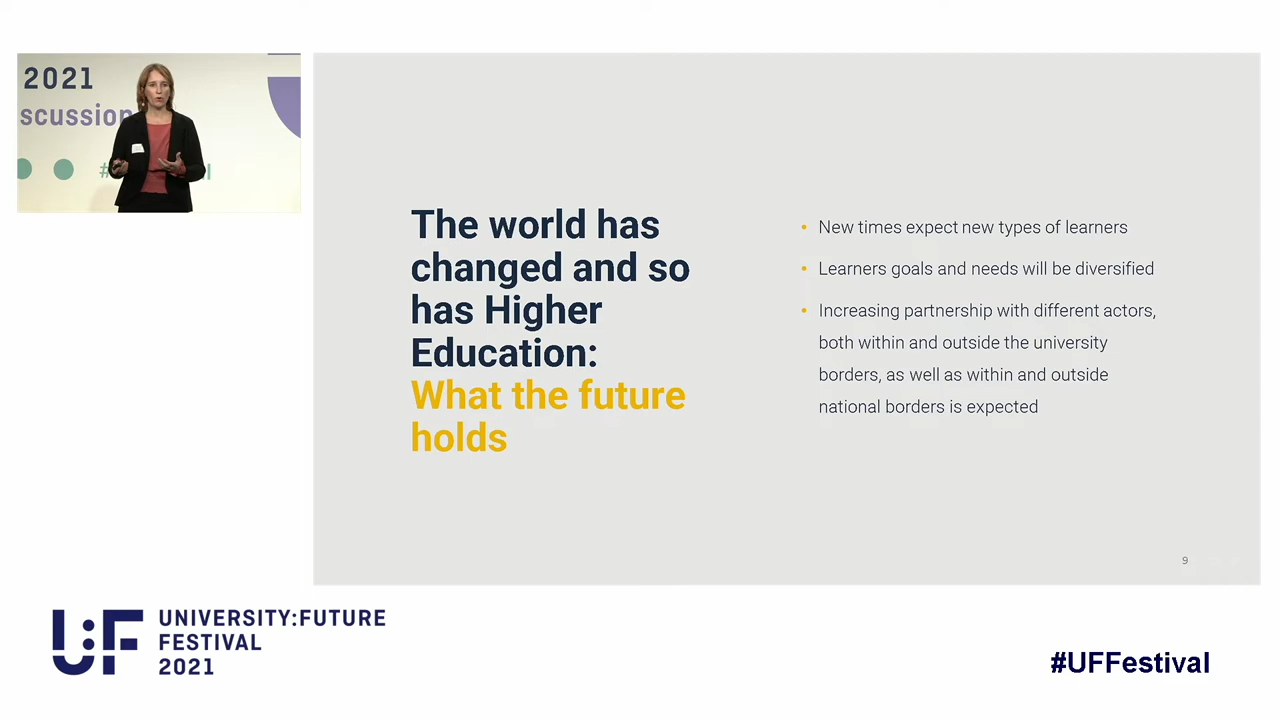 2021
scussion
#
The world has
changed and so
has Higher
Education:
What the future
holds
• New times expect new types of learners
• Learners goals and needs will be diversified
• Increasing partnership with different actors,
both within and outside the university
borders, as well as within and outside
national borders is expected
9
U:F
UNIVERSITY:FUTURE
FESTIVAL
2021
#UFFestival